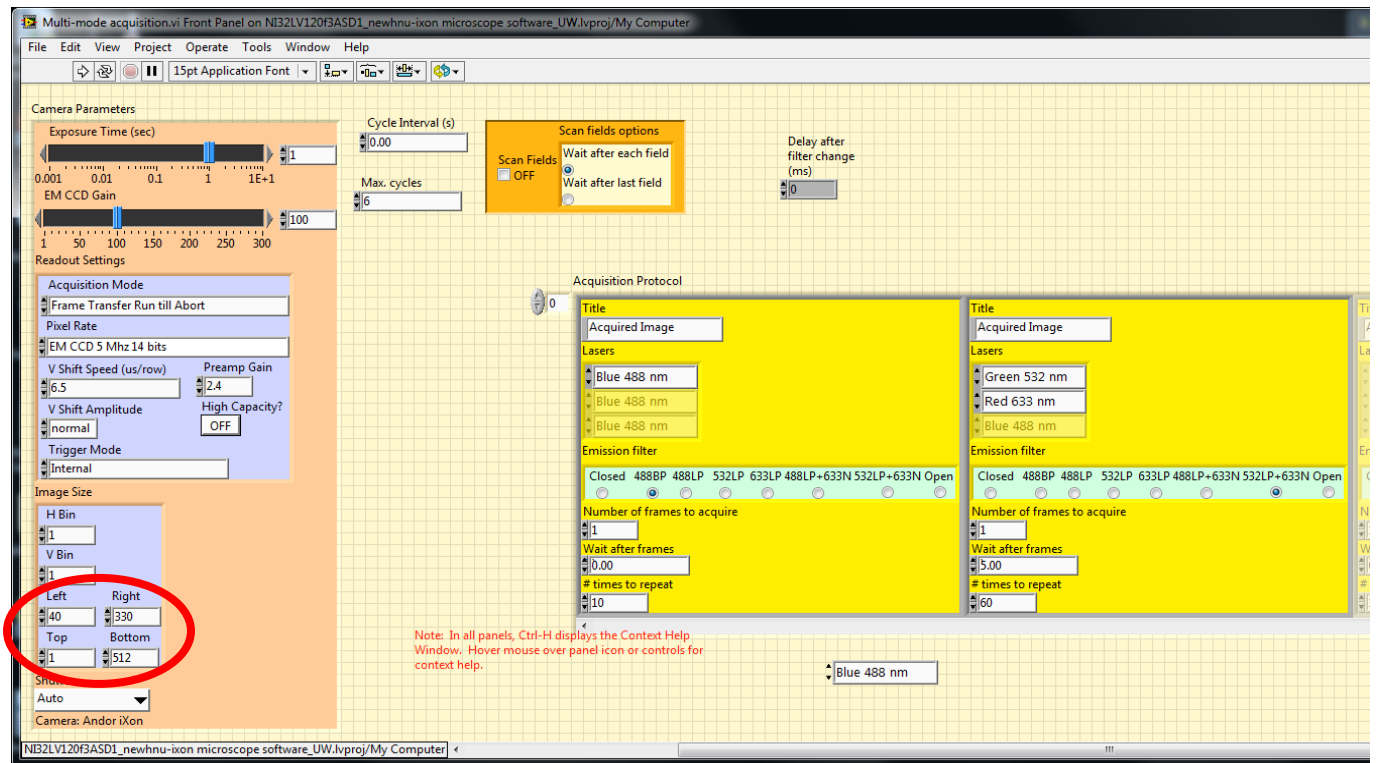 Multi-mode acquisition.vi Front Panel on NI32LV120f3ASD1_newhnu-ixon microscope software_UW.lvproj/My Computer
File Edit View Project Operate Tools Window Help
15pt Application Font
Camera Parameters
Exposure Time (sec)
1
0.001 0.01 0.1 1 1E+1
EM CCD Gain
100
1 50 100 150 200 250 300
Readout Settings
Acquisition Mode
Frame Transfer Run till Abort
Pixel Rate
EM CCD 5 Mhz 14 bits
V Shift Speed (us/row) Preamp Gain
6.5 2.4
V Shift Amplitude High Capacity?
normal OFF
Trigger Mode
Internal
Image Size
H Bin
1
V Bin
1
Left Right
40 330
Top Bottom
1 512
Auto
Camera: Andor iXon
Cycle Interval (s)
0.00
Max. cycles
6
Scan fields options
Scan Fields
OFF
Wait after each field
Wait after last field
Delay after
filter change
(ms)
0
Acquisition Protocol
0
Title
Acquired Image
Lasers
Blue 488 nm
Blue 488 nm
Blue 488 nm
Emission filter
Closed 488BP 488LP 532LP 633LP 488LP+633N 532LP+633N Open
Number of frames to acquire
1
Wait after frames
0.00
# times to repeat
10
Title
Acquired Image
Lasers
Green 532 nm
Red 633 nm
Blue 488 nm
Emission filter
Closed 488BP 488LP 532LP 633LP 488LP+633N 532LP+633N Open
Number of frames to acquire
1
Wait after frames
5.00
# times to repeat
60
Note: In all panels, Ctrl-H displays the Context Help
Window. Hover mouse over panel icon or controls for
context help.
Blue 488 nm
NI32LV120f3ASD1_newhnu-ixon microscope software_UW.lvproj/My Computer